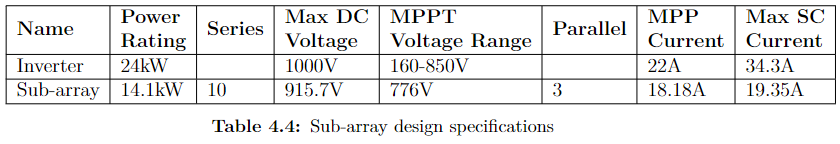 Name Power Rating Series Max DC Voltage MPPT Voltage Range Parallel MPP Current Max SC Current
Inverter 24kW 1000V 160-850V 22A 34.3A
Sub-array 14.1kW 10 915.7V 776V 3 18.18A 19.35A
Table 4.4: Sub-array design specifications